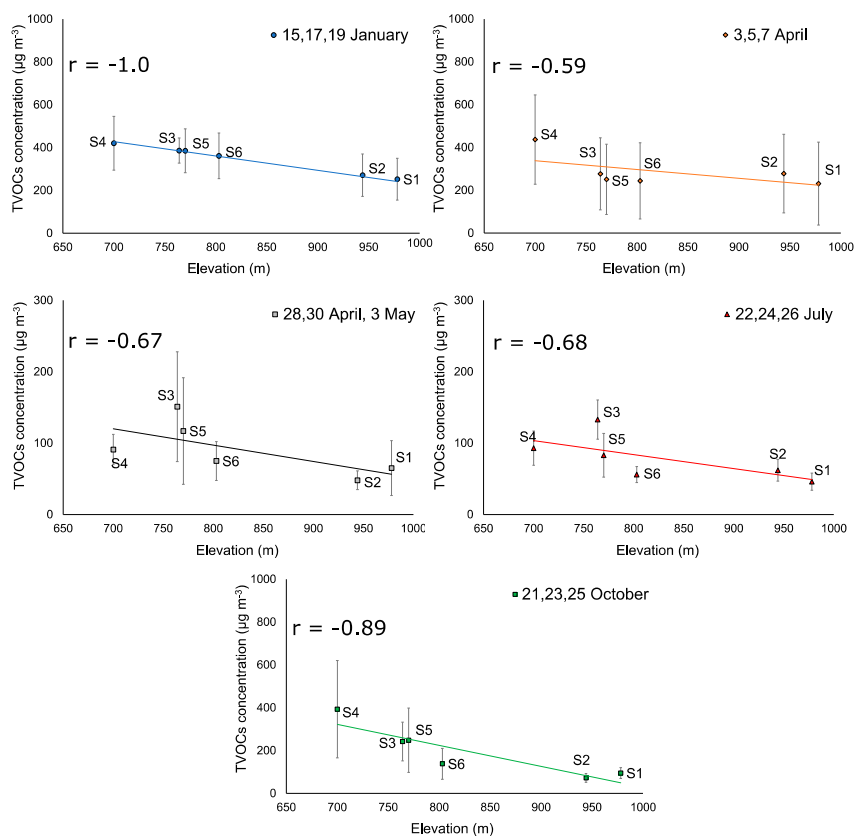 15,17,19 January
r = -1.0
TVOCs concentration (µg m⁻³)
1000
800
600
400
200
0
S4
S3
S5
S6
S2
S1
650 700 750 800 850 900 950 1000
Elevation (m)
3,5,7 April
r = -0.59
TVOCs concentration (µg m⁻³)
1000
800
600
400
200
0
S4
S3
S5
S6
S2
S1
650 700 750 800 850 900 950 1000
Elevation (m)
28,30 April, 3 May
r = -0.67
TVOCs concentration (µg m⁻³)
300
200
100
0
S4
S3
S5
S6
S2
S1
650 700 750 800 850 900 950 1000
Elevation (m)
22,24,26 July
r = -0.68
TVOCs concentration (µg m⁻³)
300
200
100
0
S4
S3
S5
S6
S2
S1
650 700 750 800 850 900 950 1000
Elevation (m)
21,23,25 October
r = -0.89
TVOCs concentration (µg m⁻³)
1000
800
600
400
200
0
S4
S3
S5
S6
S2
S1
650 700 750 800 850 900 950 1000
Elevation (m)